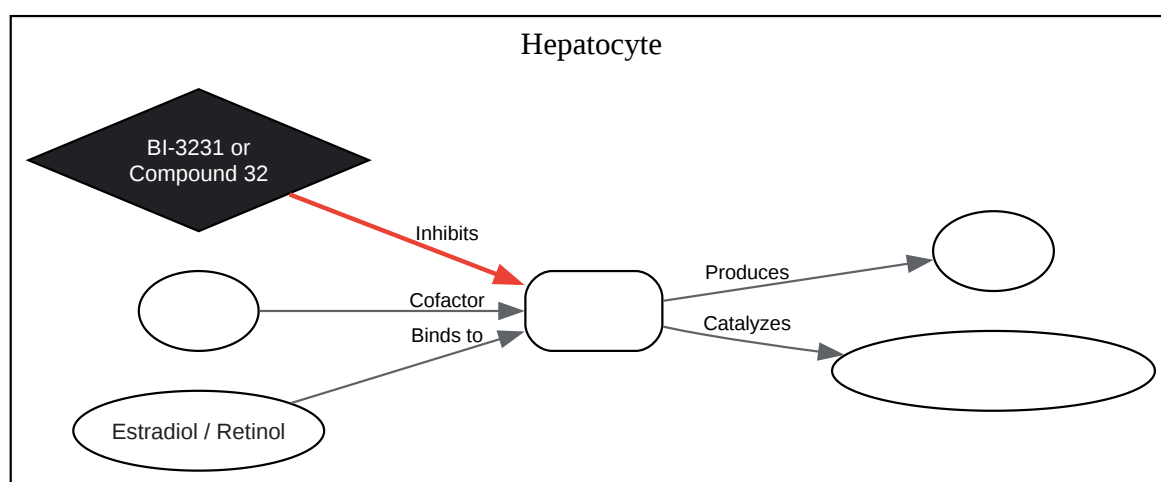 Hepatocyte
BI-3231 or
Compound 32
Inhibits
Cofactor
Binds to
Produces
Catalyzes
Estradiol / Retinol